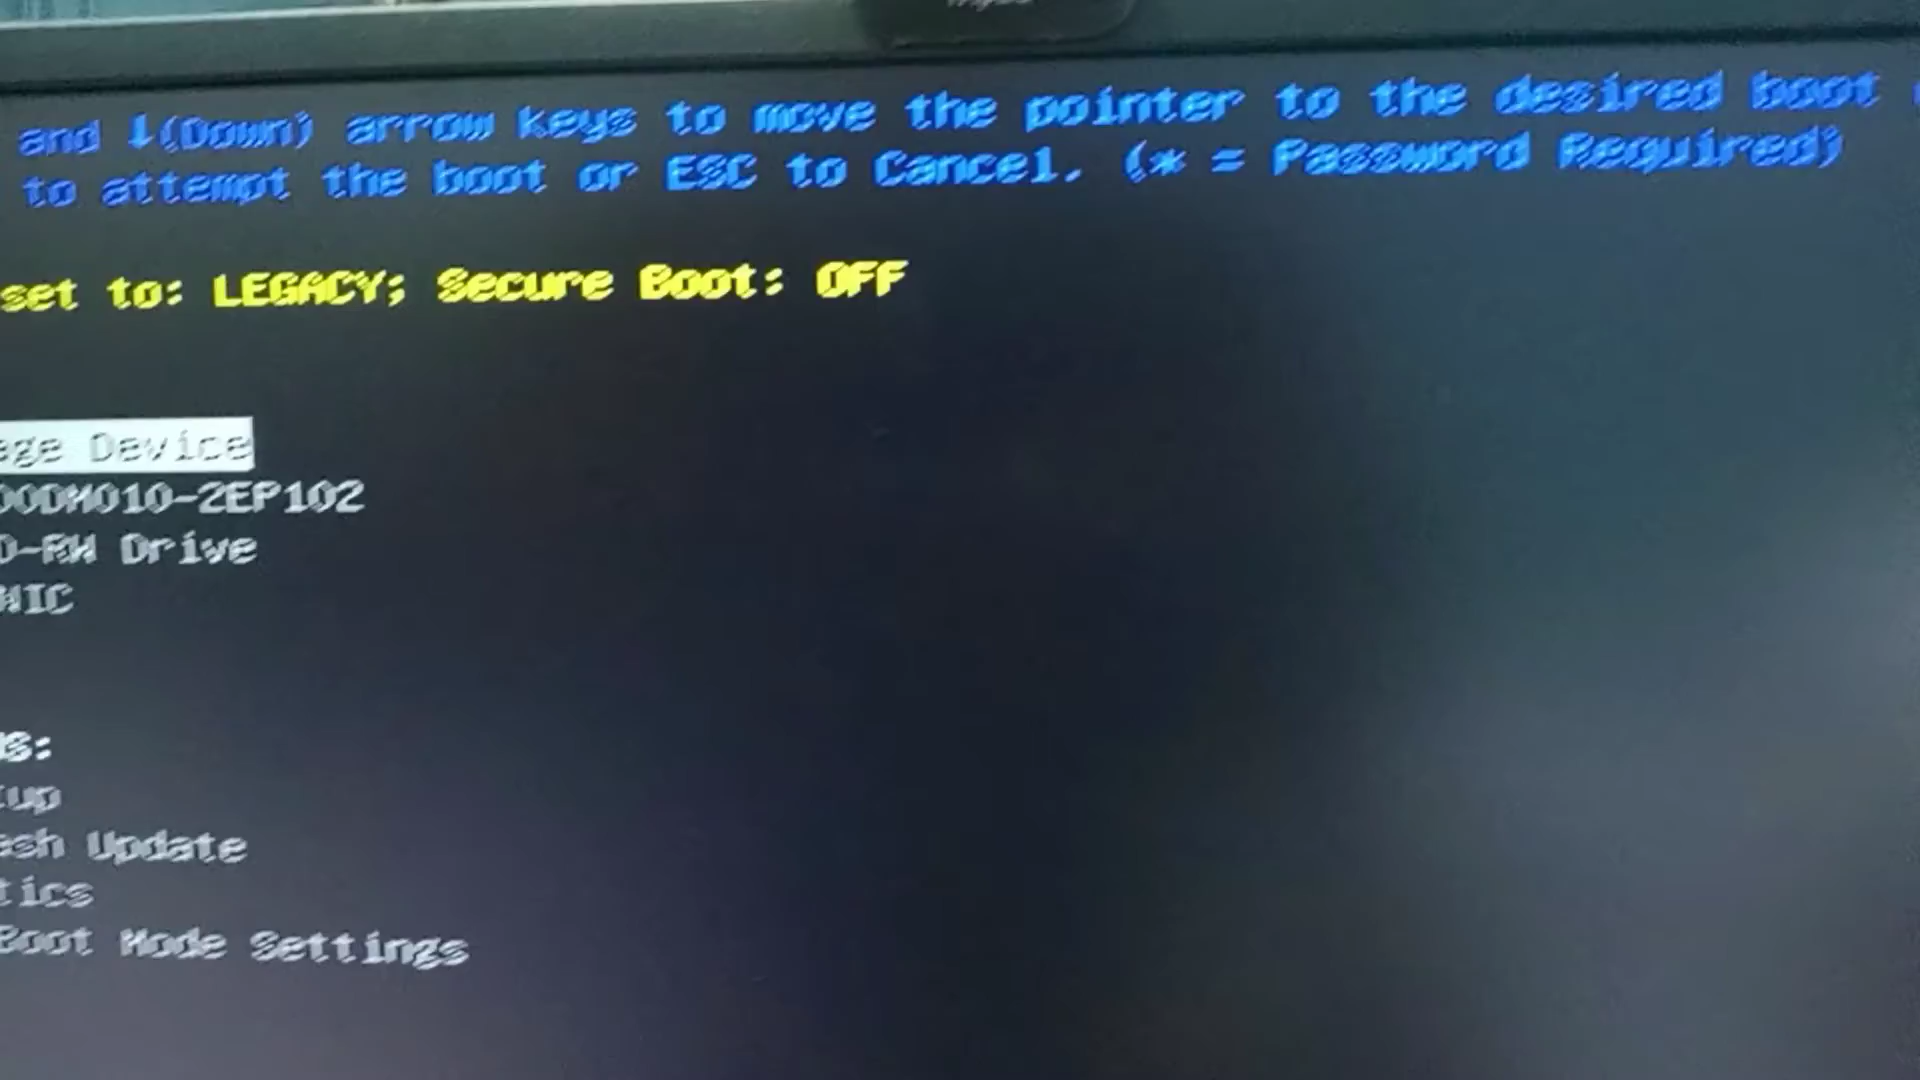 and ↓(Down) arrow keys to move the pointer to the desired boot
to attempt the boot or ESC to Cancel. (* = Password Required)
set to: LEGACY; Secure Boot: OFF
age Device
00DM010-2EP102
D-RW Drive
NIC
NS:
tup
ash Update
tics
Boot Mode Settings